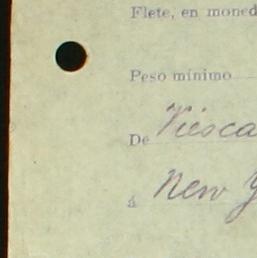 Flete, en moned
Peso mínimo
De Viesca
á New Y